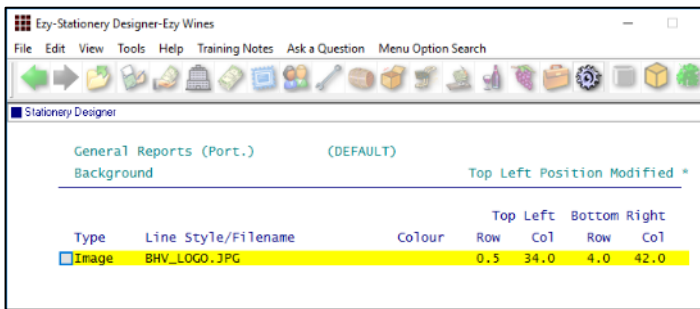 Ezy-Stationery Designer-Ezy Wines
File Edit View Tools Help Training Notes Ask a Question Menu Option Search
Stationery Designer
General Reports (Port.) (DEFAULT)
Background Top Left Position Modified *
Top Left Bottom Right
Type Line Style/Filename Colour Row Col Row Col
Image BHV_LOGO.JPG 0.5 34.0 4.0 42.0